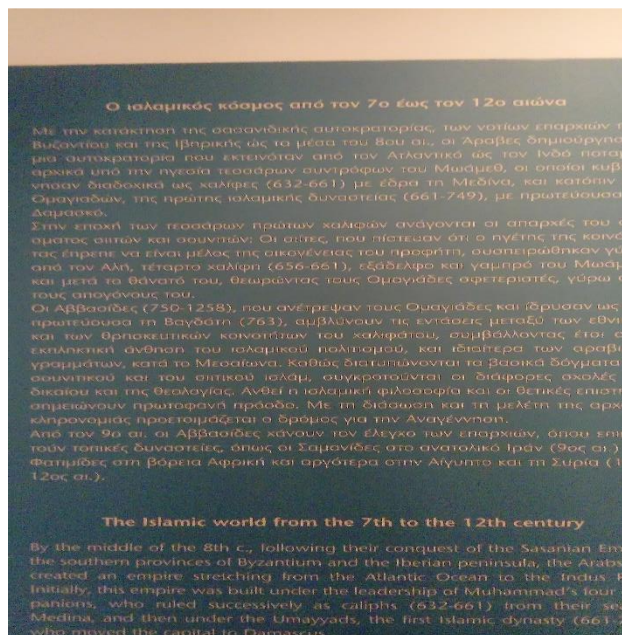 Ο ισλαμικός κόσμος από τον 7ο έως τον 12ο αιώνα
Με την κατάκτηση της σασανιδικής αυτοκρατορίας, των νοτίων επαρχιών
Βυζαντίου και της Ιβηρικής ώς τα μέσα του 8ου αι., οι Άραβες δημιούργησ
μια αυτοκρατορία που εκτεινόταν από τον Ατλαντικό ώς τον Ινδό ποταμ
αρχικά υπό την ηγεσία τεσσάρων συντρόφων του Μωάμεθ, οι οποίοι κυβ
νησαν διαδοχικά ως χαλίφες (632-661) με έδρα τη Μεδίνα, και κατόπιν
Ομαγιαδών, της πρώτης ισλαμικής δυναστείας (661-749), με πρωτεύουσα
Δαμασκό.
Στην εποχή των τεσσάρων πρώτων χαλιφών ανάγονται οι απαρχές του
σματος σιιτών και σουνιτών: Οι σιίτες, που πίστευαν ότι ο ηγέτης της κοινό
τας έπρεπε να είναι μέλος της οικογένειας του προφήτη, συσπειρώθηκαν γύ
από τον Αλή, τέταρτο χαλίφη (656-661), εξάδελφο και γαμπρό του Μωάμ
και μετά το θάνατό του, θεωρώντας τους Ομαγιάδες σφετεριστές, γύρω
τους απογόνους του.
Οι Αββασίδες (750-1258), που ανέτρεψαν τους Ομαγιάδες και ίδρυσαν ως
πρωτεύουσα τη Βαγδάτη (763), αμβλύνουν τις εντάσεις μεταξύ των εθνι
και των θρησκευτικών κοινοτήτων του χαλιφάτου, συμβάλλοντας έτσι σ
εκπληκτική άνθηση του ισλαμικού πολιτισμού, και ιδιαίτερα των αραβι
γραμμάτων, κατά το Μεσαίωνα. Καθώς διατυπώνονται τα βασικά δόγματα
σουνιτικού και του σιιτικού ισλάμ, συγκροτούνται οι διάφορες σχολές
δικαίου και της θεολογίας. Ανθεί η ισλαμική φιλοσοφία και οι θετικές επιστή
σημειώνουν πρωτοφανή πρόοδο. Με τη διάσωση και τη μελέτη της αρχ
κληρονομιάς προετοιμάζεται ο δρόμος για την Αναγέννηση.
Από τον 9ο αι. οι Αββασίδες χάνουν τον έλεγχο των επαρχιών, όπου επι
τούν τοπικές δυναστείες, όπως οι Σαμανίδες στο ανατολικό Ιράν (9ος αι.)
Φατιμίδες στη βόρεια Αφρική και αργότερα στην Αίγυπτο και τη Συρία (1
12ος αι.).
The Islamic world from the 7th to the 12th century
By the middle of the 8th c., following their conquest of the Sasanian Em
the southern provinces of Byzantium and the Iberian peninsula, the Arabs
created an empire stretching from the Atlantic Ocean to the Indus
Initially, this empire was built under the leadership of Muhammad's four
panions, who ruled successively as caliphs (632-661) from their se
Medina, and then under the Umayyads, the first Islamic dynasty (661-
who moved the capital to Damascus.